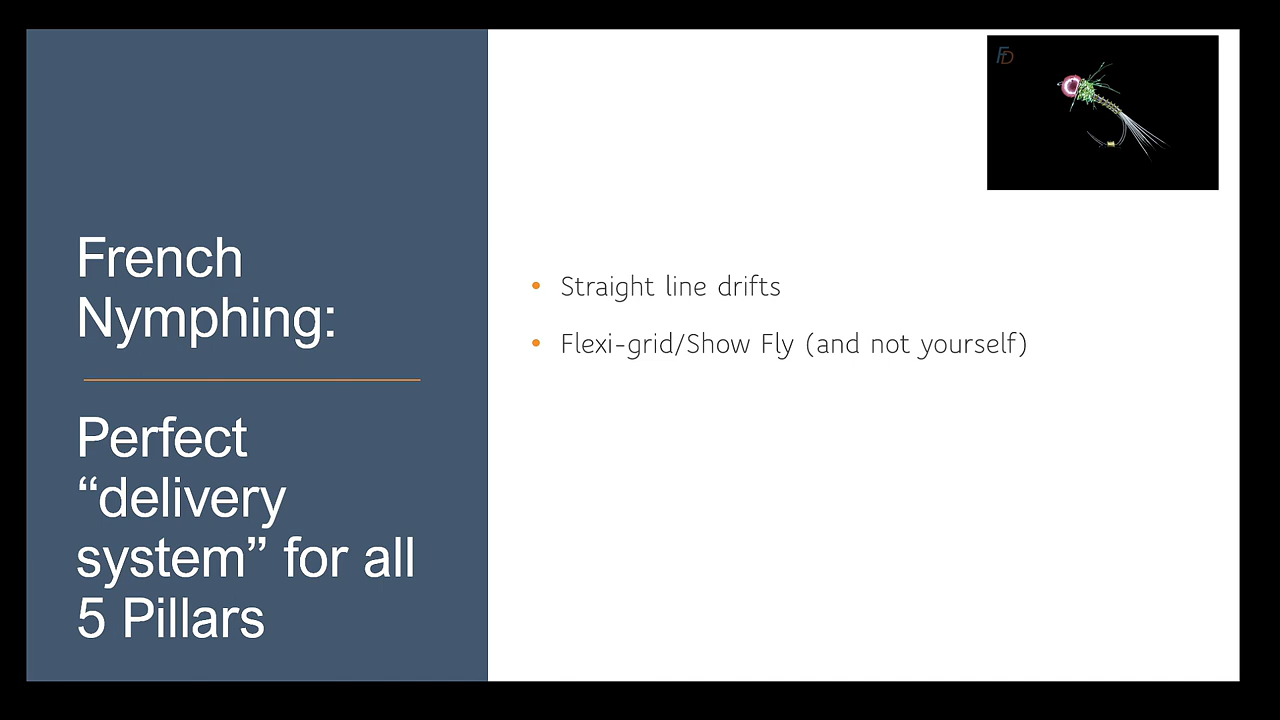 French
Nymphing:
Perfect
“delivery
system” for all
5 Pillars
FD
• Straight line drifts
• Flexi-grid/Show Fly (and not yourself)